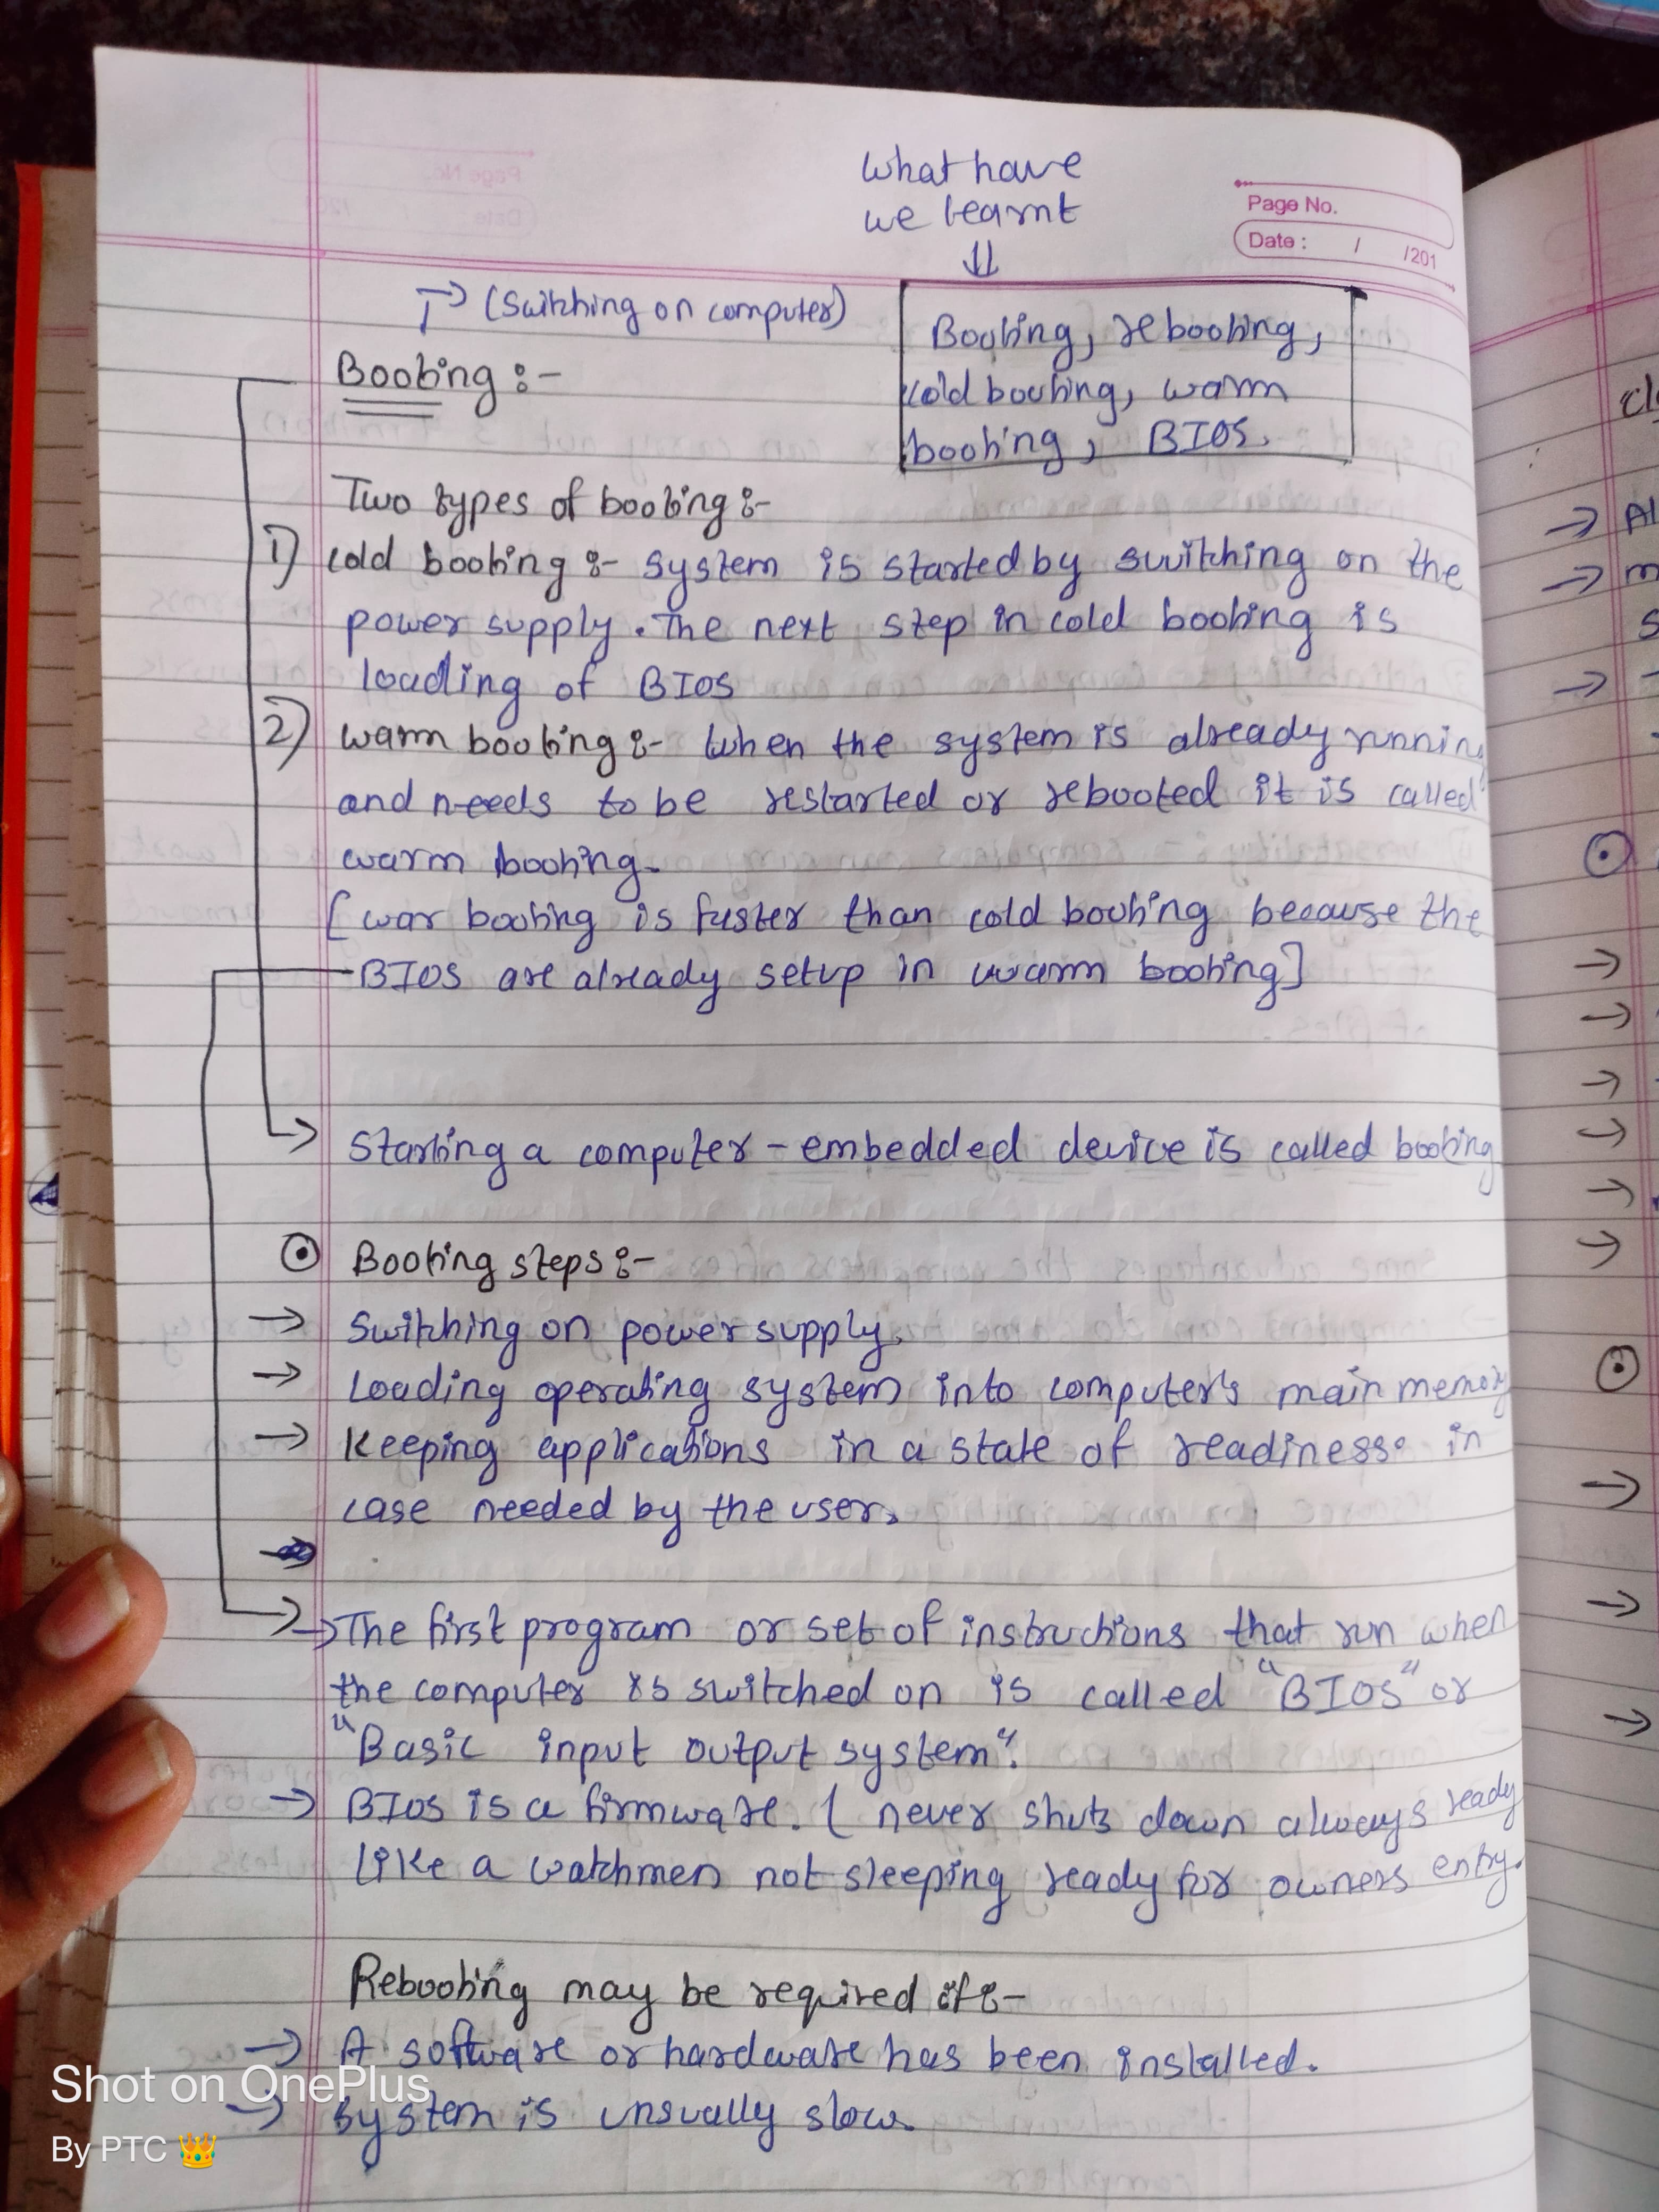 What have
we learnt
Page No.
Date : / /201
(Switching on computer)
Booting, rebooting,
cold booting, warm
booting, BIOS.
Booting :-
Two types of booting :-
1) cold booting :- system is started by switching on the
power supply. The next step in cold booting is
loading of BIOS
2) warm booting :- when the system is already running
and needs to be restarted or rebooted it is called
warm booting.
[ war booting is faster than cold booting because the
BIOS are already setup in warm booting]
→ Starting a computer - embedded device is called booting
⊙ Booting steps :-
→ Switching on power supply.
→ Loading operating system into computer's main memory
→ Keeping applications in a state of readiness in
case needed by the user.
→ The first program or set of instructions that run when
the computer is switched on is called "BIOS" or
"Basic input output system".
→ BIOS is a firmware. ( never shuts down always ready
like a watchmen not sleeping ready for owners entry.
Rebooting may be required if :-
→ A software or hardware has been installed.
→ system is unsually slow.
Shot on OnePlus
By PTC 👑